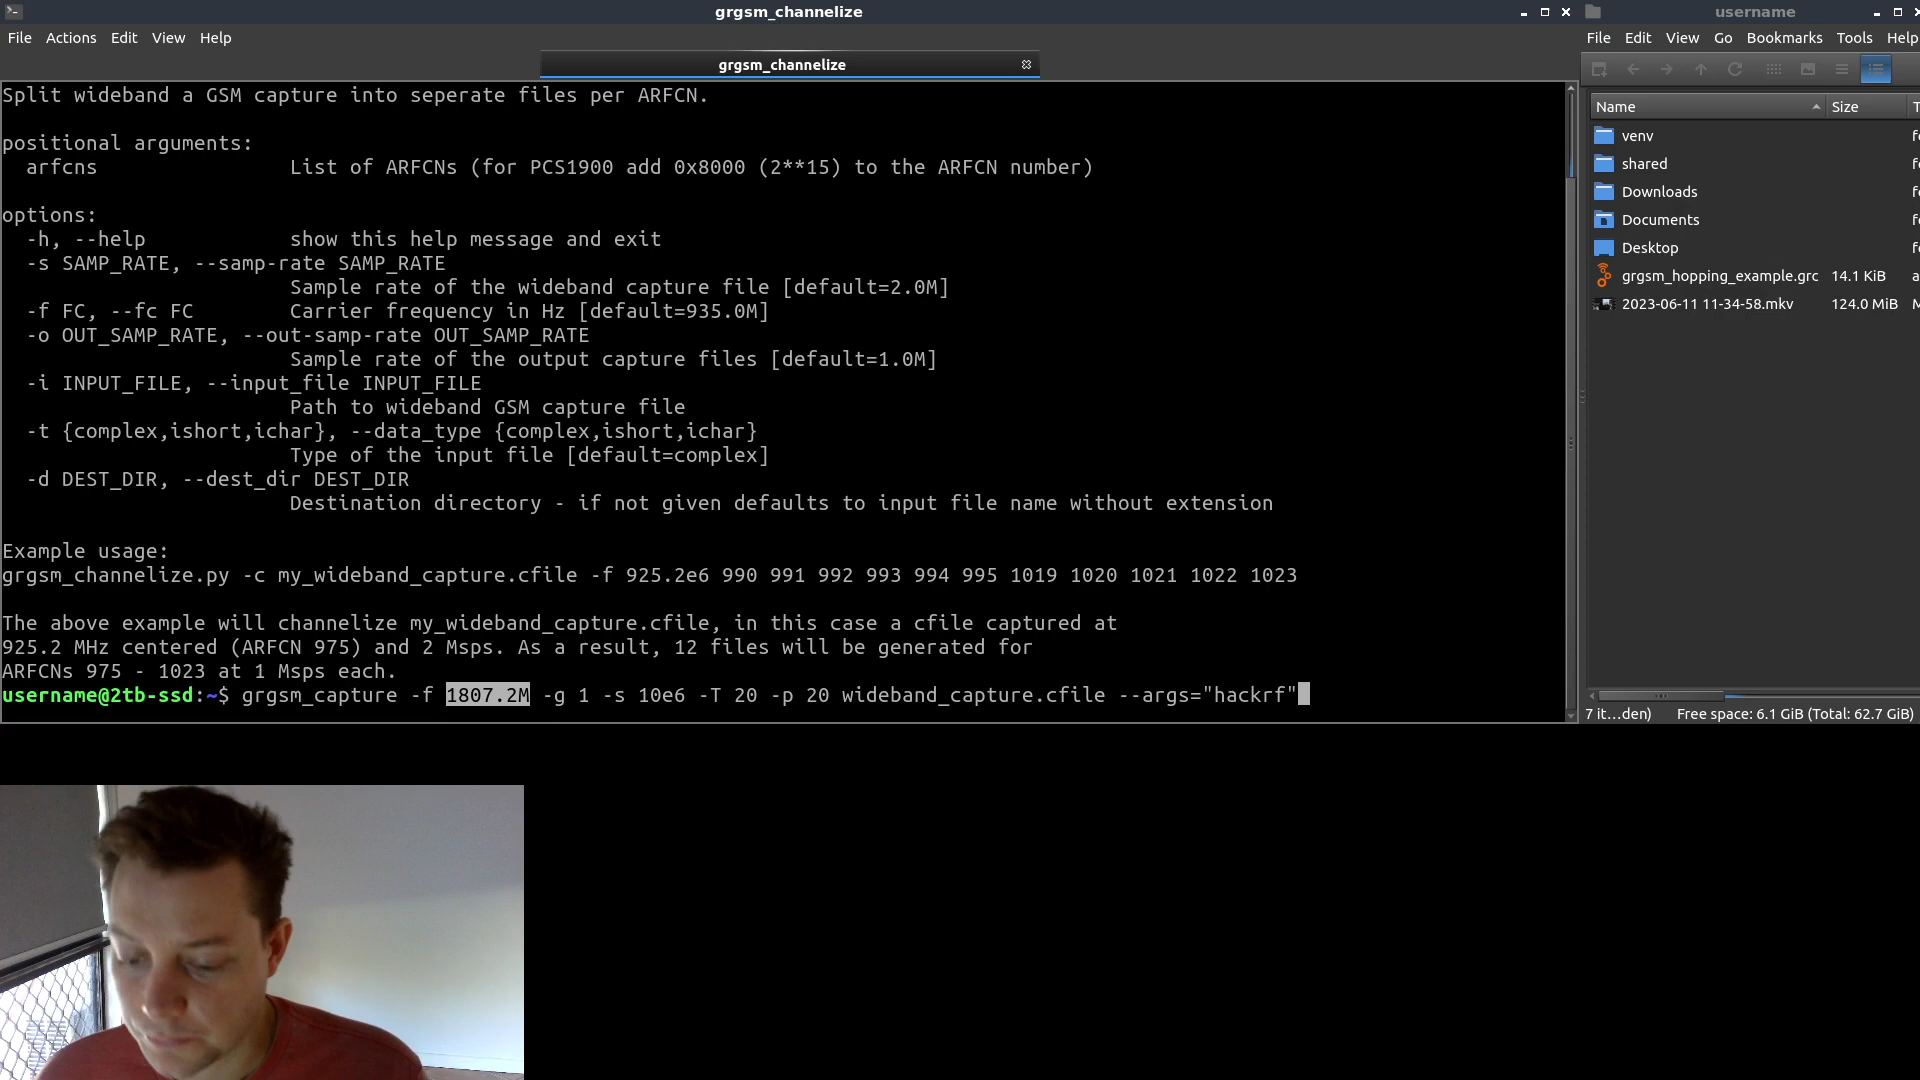 grgsm_channelize
File Actions Edit View Help
grgsm_channelize
Split wideband a GSM capture into seperate files per ARFCN.
positional arguments:
arfcns List of ARFCNs (for PCS1900 add 0x8000 (2**15) to the ARFCN number)
options:
-h, --help show this help message and exit
-s SAMP_RATE, --samp-rate SAMP_RATE
Sample rate of the wideband capture file [default=2.0M]
-f FC, --fc FC Carrier frequency in Hz [default=935.0M]
-o OUT_SAMP_RATE, --out-samp-rate OUT_SAMP_RATE
Sample rate of the output capture files [default=1.0M]
-i INPUT_FILE, --input_file INPUT_FILE
Path to wideband GSM capture file
-t {complex,ishort,ichar}, --data_type {complex,ishort,ichar}
Type of the input file [default=complex]
-d DEST_DIR, --dest_dir DEST_DIR
Destination directory - if not given defaults to input file name without extension
Example usage:
grgsm_channelize.py -c my_wideband_capture.cfile -f 925.2e6 990 991 992 993 994 995 1019 1020 1021 1022 1023
The above example will channelize my_wideband_capture.cfile, in this case a cfile captured at
925.2 MHz centered (ARFCN 975) and 2 Msps. As a result, 12 files will be generated for
ARFCNs 975 - 1023 at 1 Msps each.
username@2tb-ssd:~$ grgsm_capture -f 1807.2M -g 1 -s 10e6 -T 20 -p 20 wideband_capture.cfile --args="hackrf"
username
File Edit View Go Bookmarks Tools Help
Name Size T
venv fo
shared fo
Downloads fo
Documents fo
Desktop fo
grgsm_hopping_example.grc 14.1 KiB a
2023-06-11 11-34-58.mkv 124.0 MiB M
7 it…den) Free space: 6.1 GiB (Total: 62.7 GiB)